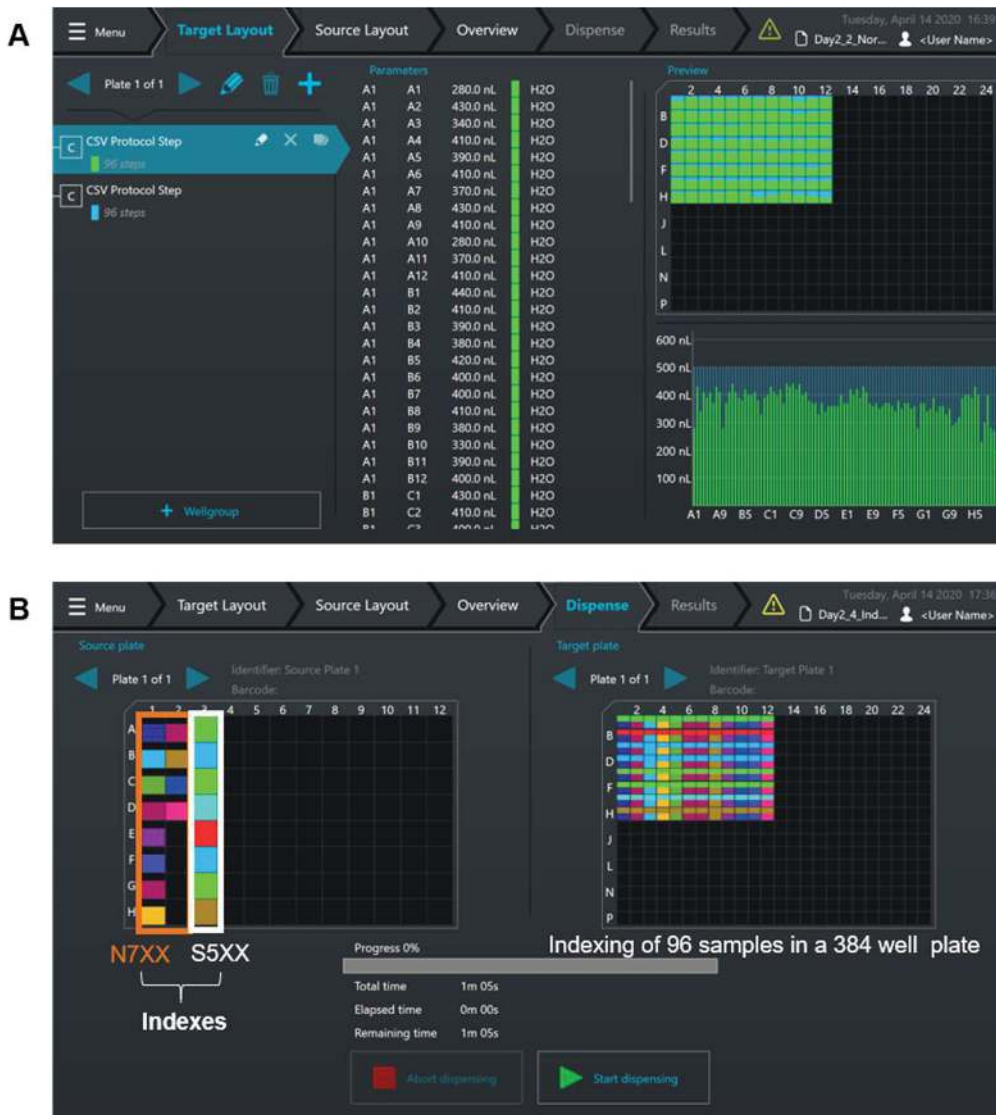 A
Menu
Target Layout
Source Layout
Overview
Dispense
Results
Tuesday, April 14 2020 16:39
Day2_2_Nor... <User Name>
Plate 1 of 1
C CSV Protocol Step
96 steps
C CSV Protocol Step
96 steps
+ Wellgroup
Parameters
A1 A1 280.0 nL H2O
A1 A2 430.0 nL H2O
A1 A3 340.0 nL H2O
A1 A4 410.0 nL H2O
A1 A5 390.0 nL H2O
A1 A6 410.0 nL H2O
A1 A7 370.0 nL H2O
A1 A8 430.0 nL H2O
A1 A9 410.0 nL H2O
A1 A10 280.0 nL H2O
A1 A11 370.0 nL H2O
A1 A12 410.0 nL H2O
A1 B1 440.0 nL H2O
A1 B2 410.0 nL H2O
A1 B3 390.0 nL H2O
A1 B4 380.0 nL H2O
A1 B5 420.0 nL H2O
A1 B6 400.0 nL H2O
A1 B7 400.0 nL H2O
A1 B8 410.0 nL H2O
A1 B9 380.0 nL H2O
A1 B10 330.0 nL H2O
A1 B11 390.0 nL H2O
A1 B12 400.0 nL H2O
B1 C1 430.0 nL H2O
B1 C2 410.0 nL H2O
B1 C3 400.0 nL H2O
Preview
2 4 6 8 10 12 14 16 18 20 22 24
B
D
F
H
J
L
N
P
600 nL
500 nL
400 nL
300 nL
200 nL
100 nL
A1 A9 B5 C1 C9 D5 E1 E9 F5 G1 G9 H5
B
Menu
Target Layout
Source Layout
Overview
Dispense
Results
Tuesday, April 14 2020 17:36
Day2_4_Ind... <User Name>
Source plate
Plate 1 of 1
Identifier: Source Plate 1
Barcode:
1 2 3 4 5 6 7 8 9 10 11 12
A
B
C
D
E
F
G
H
N7XX S5XX
Indexes
Target plate
Plate 1 of 1
Identifier: Target Plate 1
Barcode:
2 4 6 8 10 12 14 16 18 20 22 24
B
D
F
H
J
L
N
P
Indexing of 96 samples in a 384 well plate
Progress 0%
Total time 1m 05s
Elapsed time 0m 00s
Remaining time 1m 05s
Abort dispensing
Start dispensing